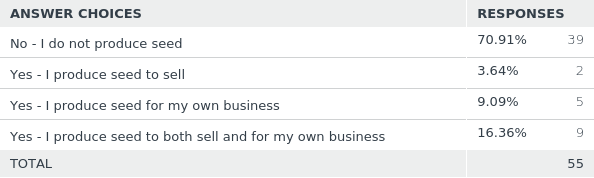 ANSWER CHOICES RESPONSES
No - I do not produce seed 70.91% 39
Yes - I produce seed to sell 3.64% 2
Yes - I produce seed for my own business 9.09% 5
Yes - I produce seed to both sell and for my own business 16.36% 9
TOTAL 55